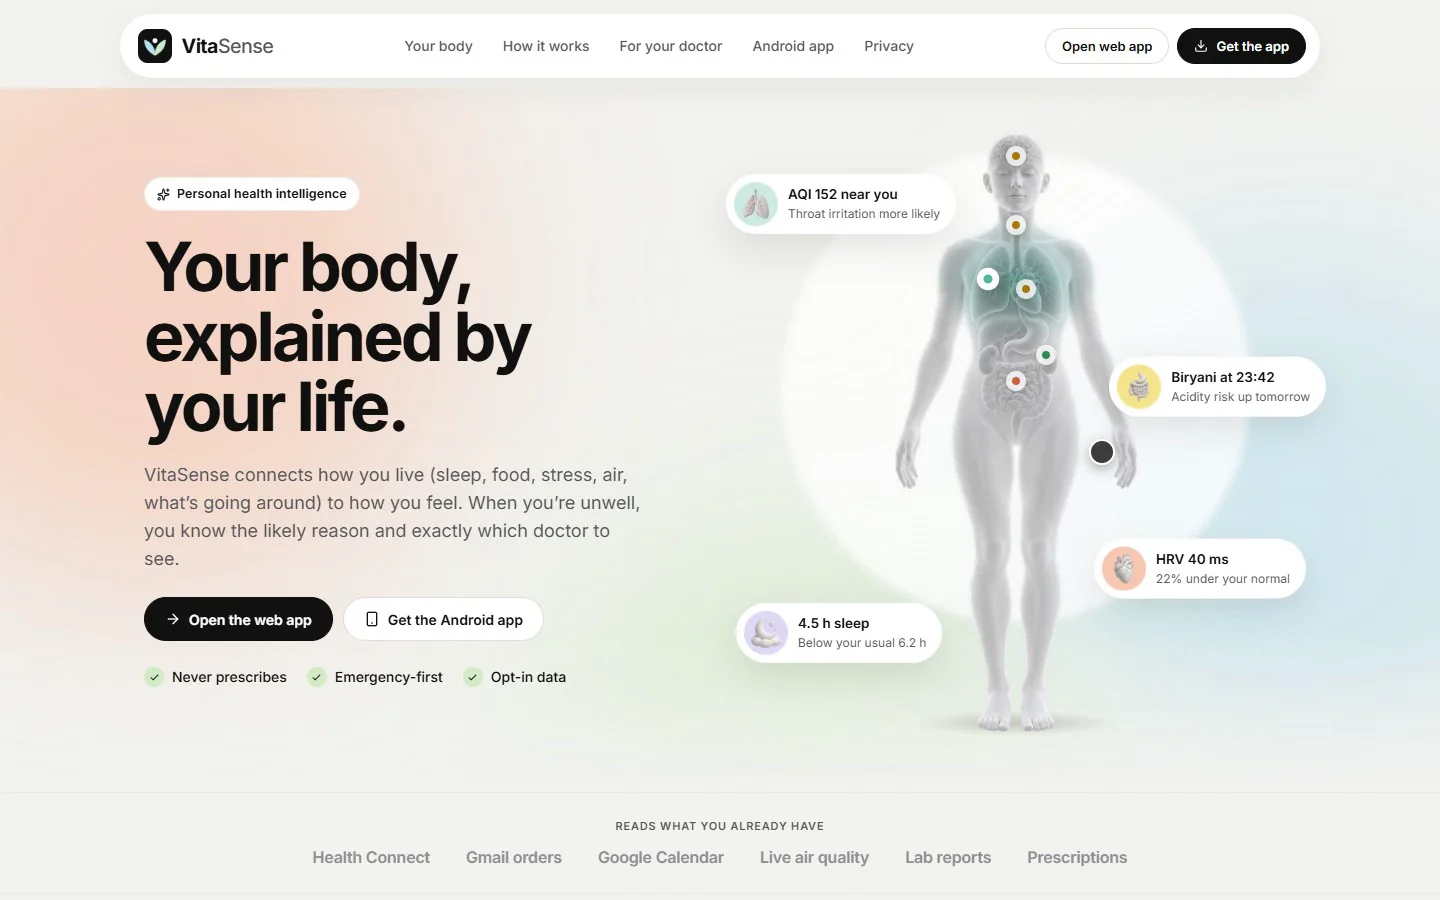 VitaSense
Your body
How it works
For your doctor
Android app
Privacy
Open web app
Get the app
Personal health intelligence
Your body,
explained by
your life.
VitaSense connects how you live (sleep, food, stress, air,
what’s going around) to how you feel. When you’re unwell,
you know the likely reason and exactly which doctor to
see.
Open the web app
Get the Android app
Never prescribes
Emergency-first
Opt-in data
AQI 152 near you
Throat irritation more likely
Biryani at 23:42
Acidity risk up tomorrow
HRV 40 ms
22% under your normal
4.5 h sleep
Below your usual 6.2 h
READS WHAT YOU ALREADY HAVE
Health Connect
Gmail orders
Google Calendar
Live air quality
Lab reports
Prescriptions